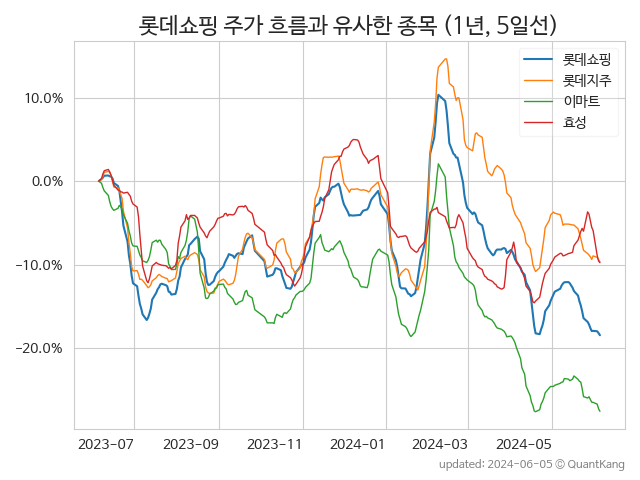 롯데쇼핑 주가 흐름과 유사한 종목 (1년, 5일선)
롯데쇼핑
롯데지주
이마트
효성
10.0%
0.0%
−10.0%
−20.0%
2023-07 2023-09 2023-11 2024-01 2024-03 2024-05
updated: 2024-06-05 © QuantKang